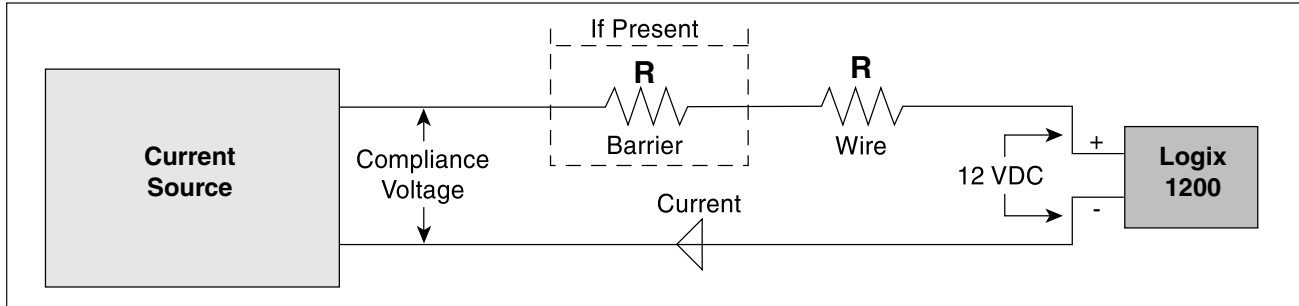 If Present
R
R
Barrier
Wire
Current
Source
Compliance
Voltage
12 VDC
+
-
Logix
1200
Current